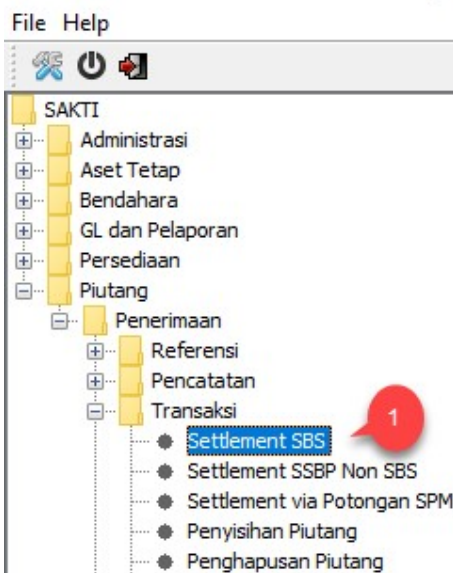 File Help
SAKTI
Administrasi
Aset Tetap
Bendahara
GL dan Pelaporan
Persediaan
Piutang
Penerimaan
Referensi
Pencatatan
Transaksi
1
Settlement SBS
Settlement SSBP Non SBS
Settlement via Potongan SPM
Penyisihan Piutang
Penghapusan Piutang